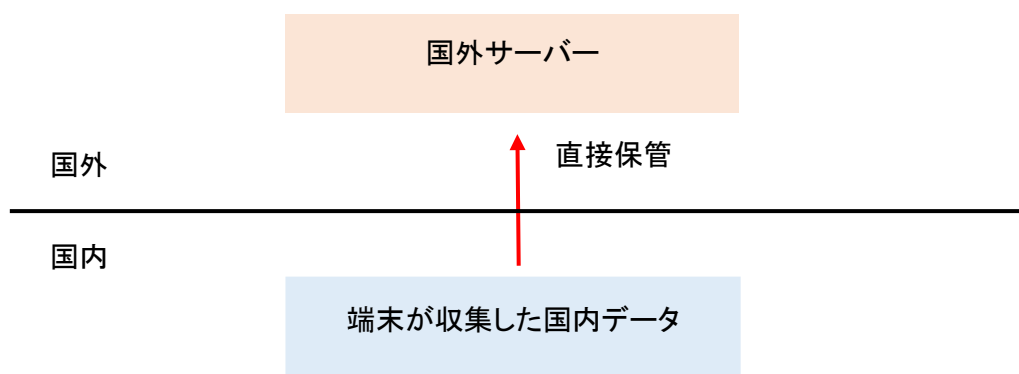 国外サーバー
直接保管
国外
国内
端末が収集した国内データ